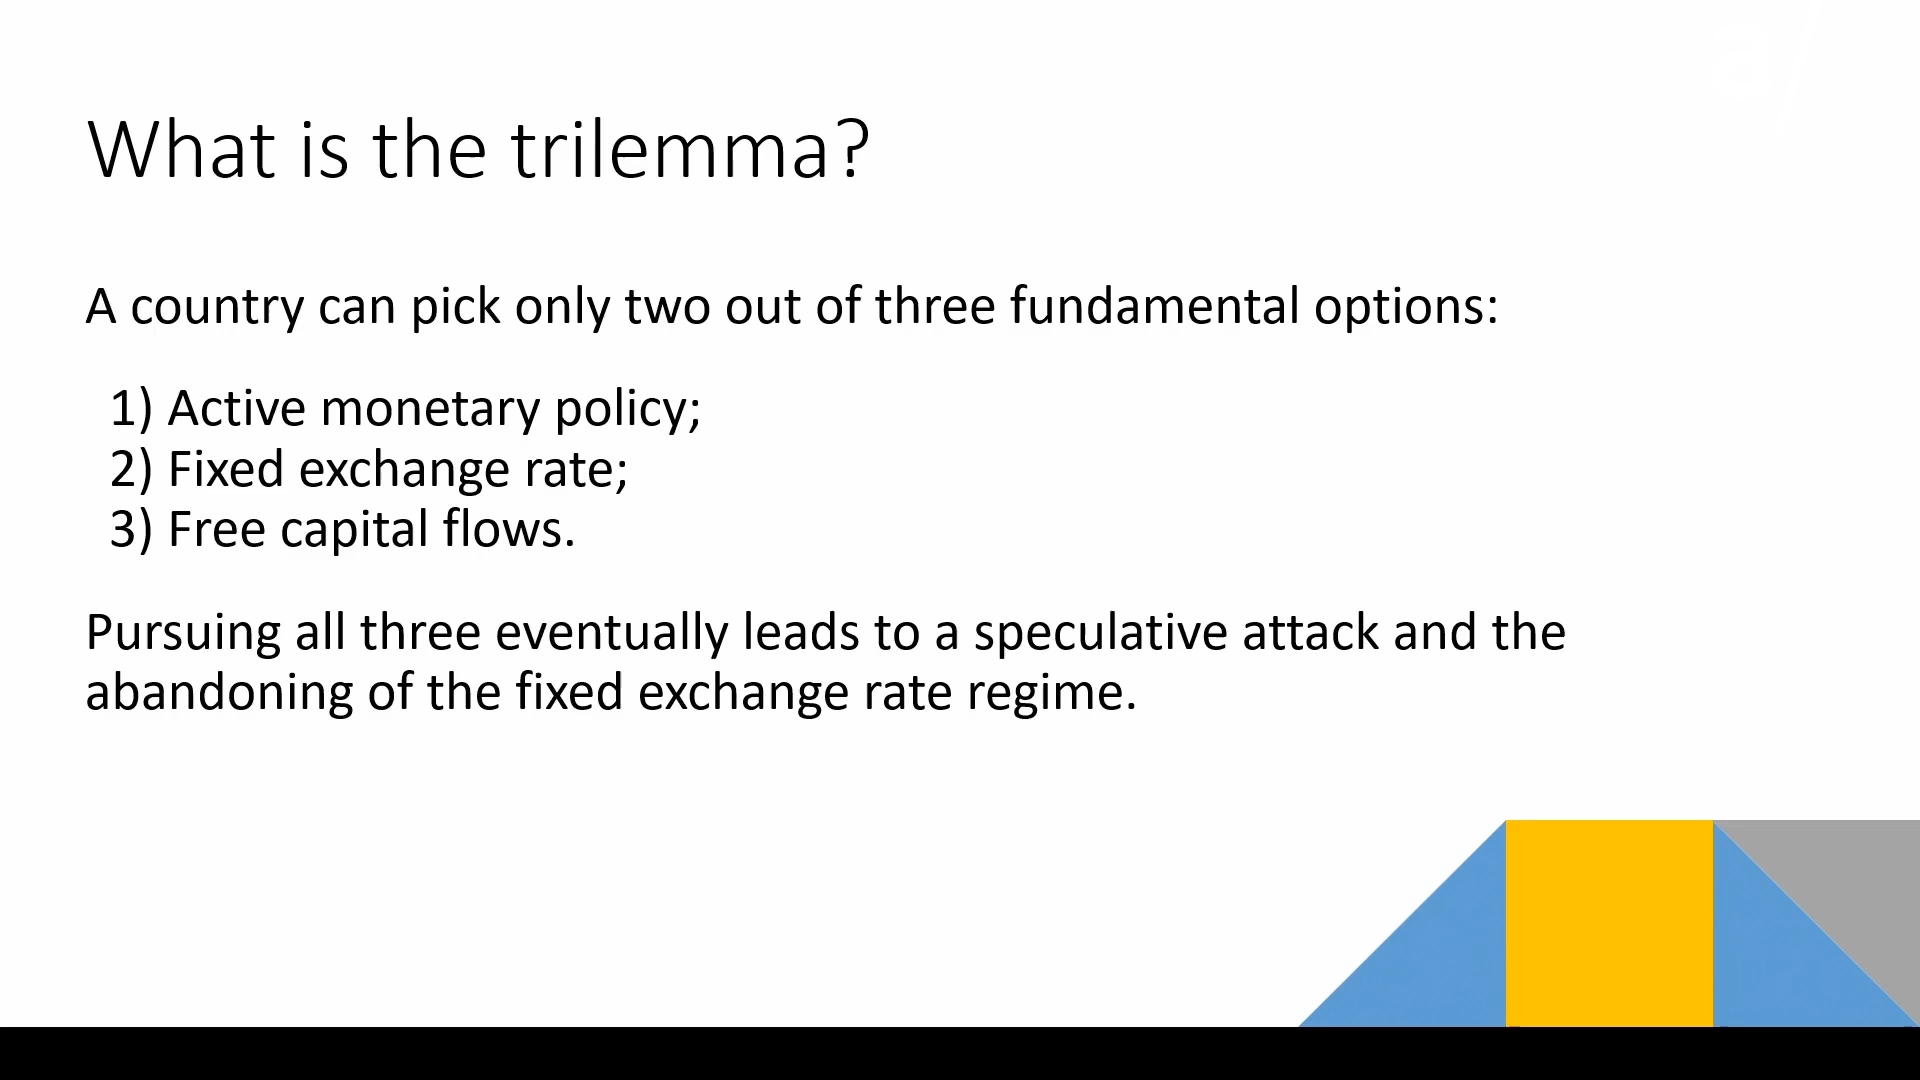 What is the trilemma?
A country can pick only two out of three fundamental options:
1) Active monetary policy;
2) Fixed exchange rate;
3) Free capital flows.
Pursuing all three eventually leads to a speculative attack and the
abandoning of the fixed exchange rate regime.